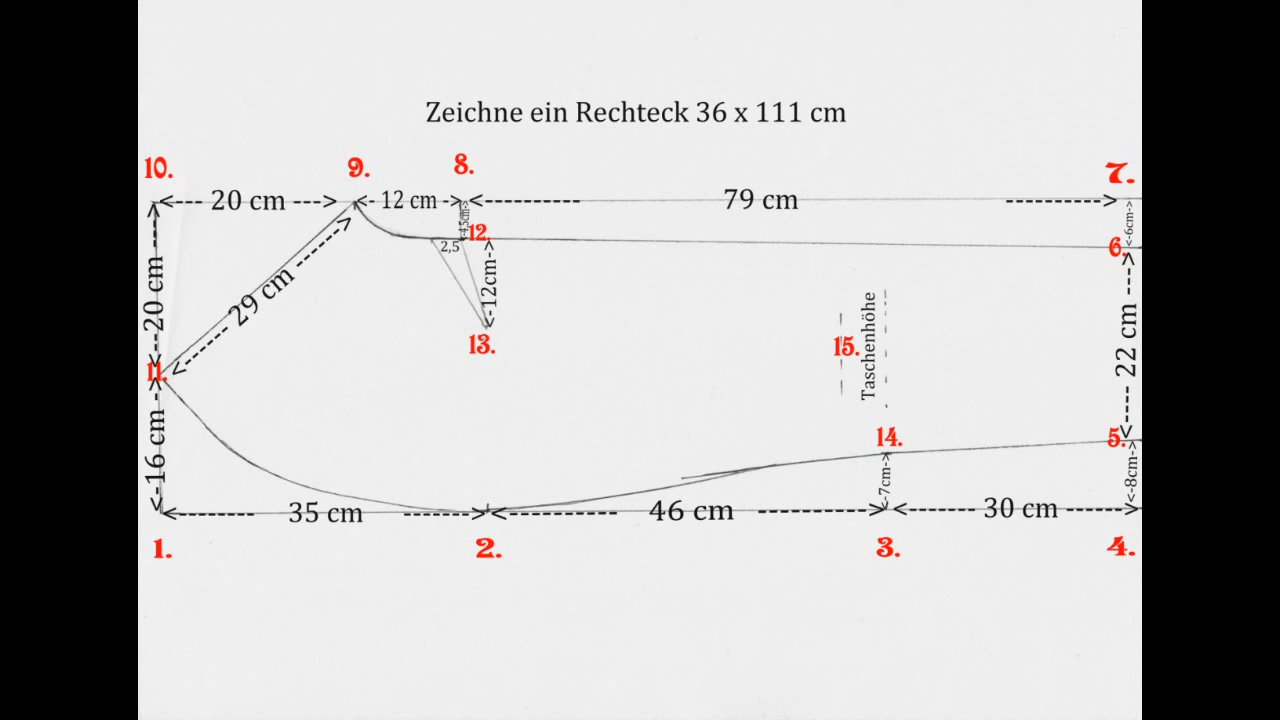 Zeichne ein Rechteck 36 x 111 cm
10.
9.
8.
7.
20 cm
12 cm
79 cm
4,5cm
12.
6cm
2,5
6.
12cm
20 cm
29 cm
13.
15.
Taschenhöhe
22 cm
11.
16 cm
14.
5.
7cm
8cm
35 cm
46 cm
30 cm
1.
2.
3.
4.